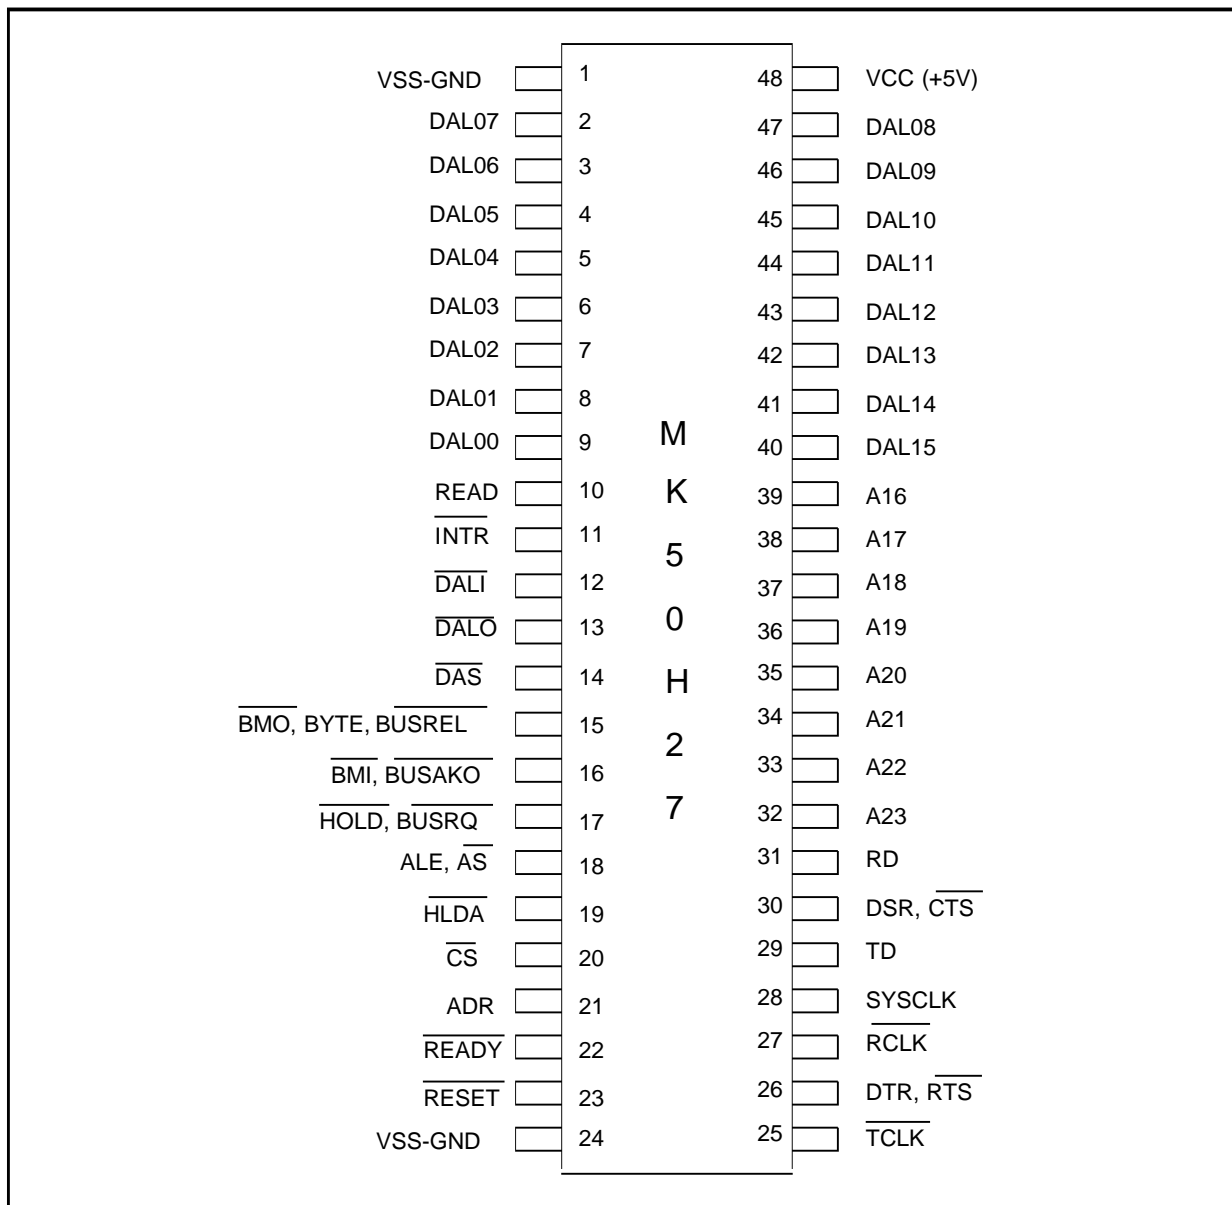 VSS-GND 1 48 VCC (+5V)
DAL07 2 47 DAL08
DAL06 3 46 DAL09
DAL05 4 45 DAL10
DAL04 5 44 DAL11
DAL03 6 43 DAL12
DAL02 7 42 DAL13
DAL01 8 41 DAL14
DAL00 9 40 DAL15
READ 10 39 A16
INTR 11 38 A17
DALI 12 37 A18
DALO 13 36 A19
DAS 14 35 A20
BMO, BYTE, BUSREL 15 34 A21
BMI, BUSAKO 16 33 A22
HOLD, BUSRQ 17 32 A23
ALE, AS 18 31 RD
HLDA 19 30 DSR, CTS
CS 20 29 TD
ADR 21 28 SYSCLK
READY 22 27 RCLK
RESET 23 26 DTR, RTS
VSS-GND 24 25 TCLK
M
K
5
0
H
2
7